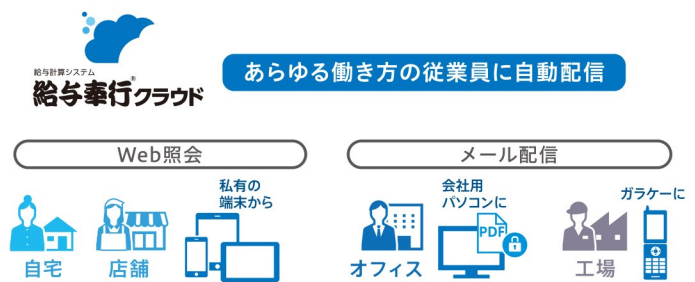 給与計算システム
給与奉行クラウド®
あらゆる働き方の従業員に自動配信
Web照会
メール配信
私有の
端末から
自宅
店舗
会社用
パソコンに
PDF
オフィス
ガラケーに
工場